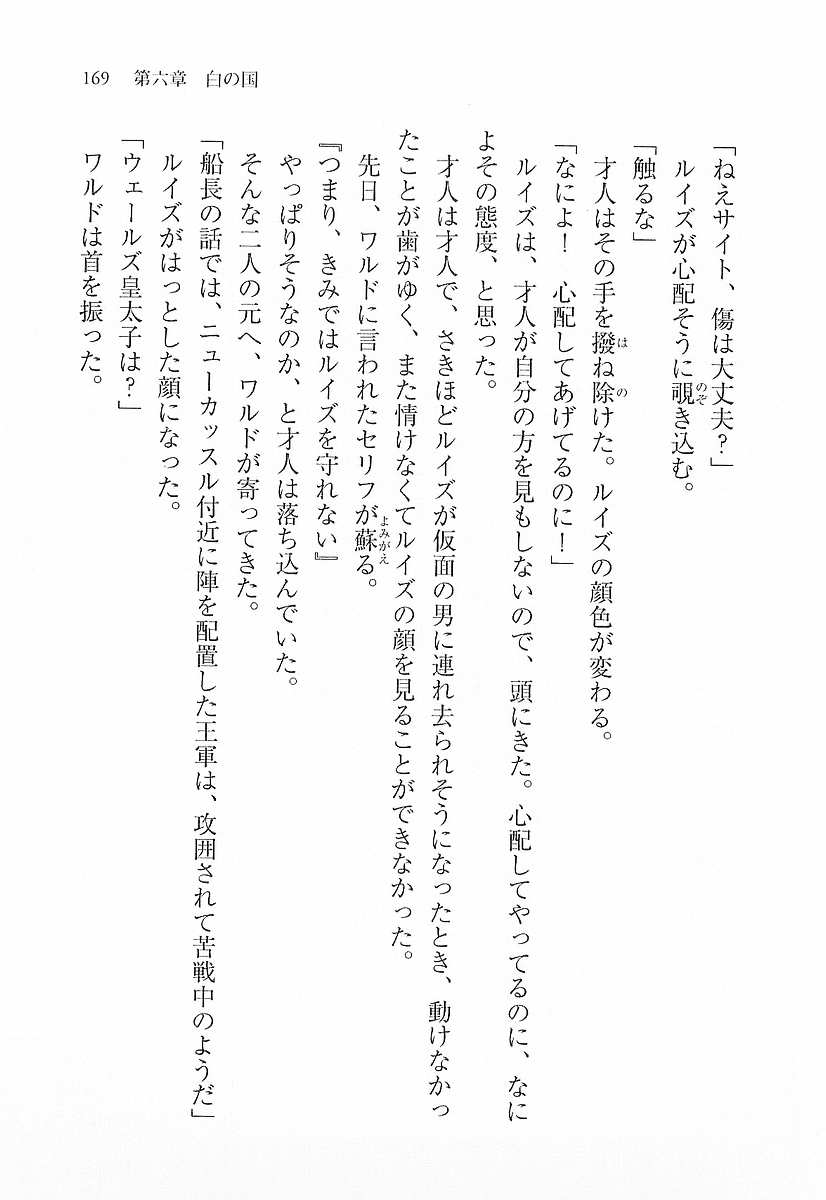 169　第六章　白の国
「ねえサイト、傷は大丈夫？」
ルイズが心配そうに覗き込む。
「触るな」
才人はその手を撥ね除けた。ルイズの顔色が変わる。
「なによ！　心配してあげてるのに！」
ルイズは、才人が自分の方を見もしないので、頭にきた。心配してやってるのに、なに
よその態度、と思った。
才人は才人で、さきほどルイズが仮面の男に連れ去られそうになったとき、動けなかっ
たことが歯がゆく、また情けなくてルイズの顔を見ることができなかった。
先日、ワルドに言われたセリフが蘇る。
『つまり、きみではルイズを守れない』
やっぱりそうなのか、と才人は落ち込んでいた。
そんな二人の元へ、ワルドが寄ってきた。
「船長の話では、ニューカッスル付近に陣を配置した王軍は、攻囲されて苦戦中のようだ」
ルイズがはっとした顔になった。
「ウェールズ皇太子は？」
ワルドは首を振った。